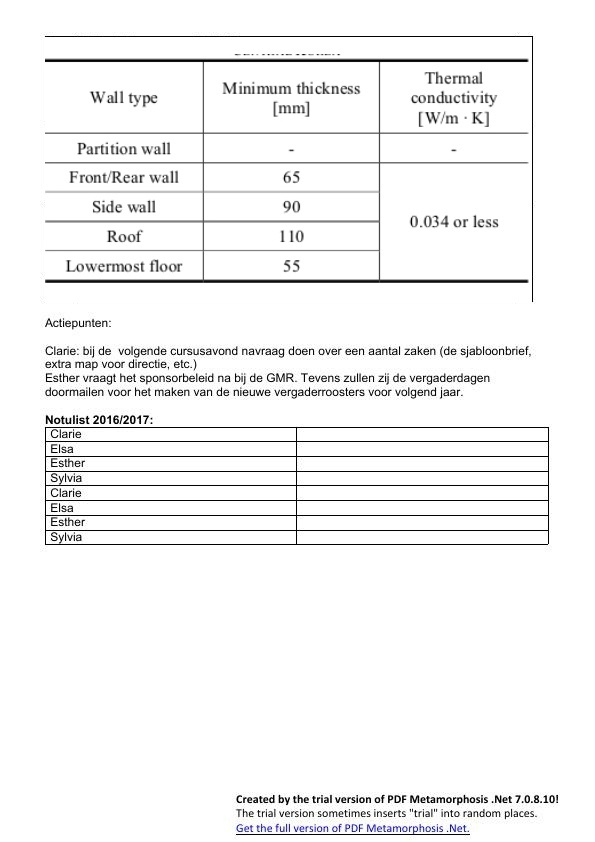 Wall type
Minimum thickness
[mm]
Thermal
conductivity
[W/m · K]
Partition wall - -
Front/Rear wall 65
Side wall 90
0.034 or less
Roof 110
Lowermost floor 55
Actiepunten:
Clarie: bij de  volgende cursusavond navraag doen over een aantal zaken (de sjabloonbrief,
extra map voor directie, etc.)
Esther vraagt het sponsorbeleid na bij de GMR. Tevens zullen zij de vergaderdagen
doormailen voor het maken van de nieuwe vergaderroosters voor volgend jaar.
Notulist 2016/2017:
Clarie
Elsa
Esther
Sylvia
Clarie
Elsa
Esther
Sylvia
Created by the trial version of PDF Metamorphosis .Net 7.0.8.10!
The trial version sometimes inserts "trial" into random places.
Get the full version of PDF Metamorphosis .Net.